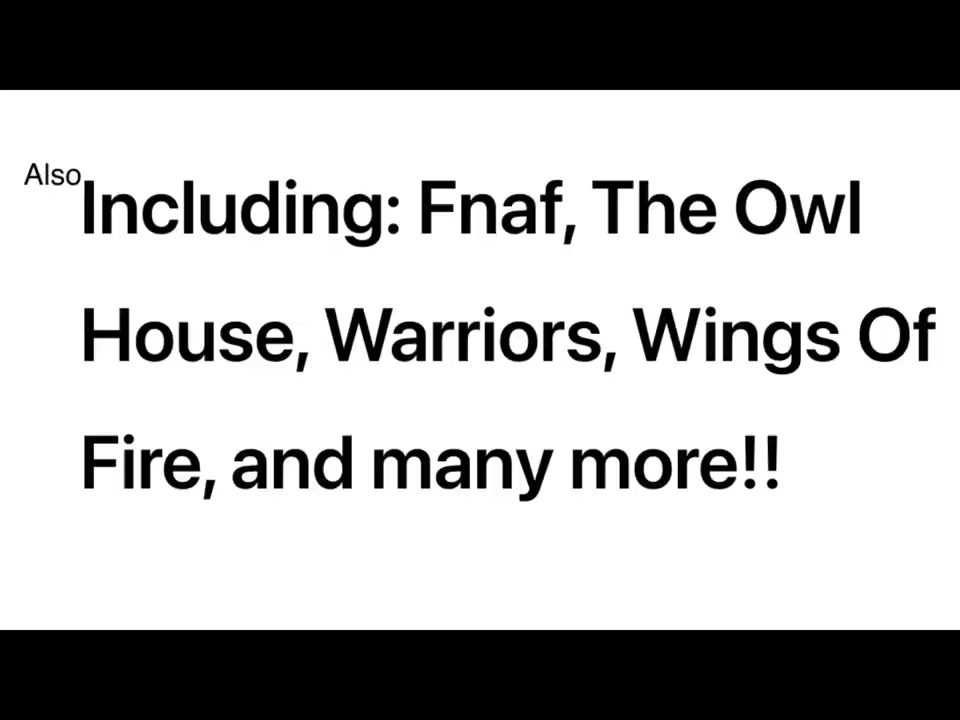 Also
Including: Fnaf, The Owl
House, Warriors, Wings Of
Fire, and many more!!